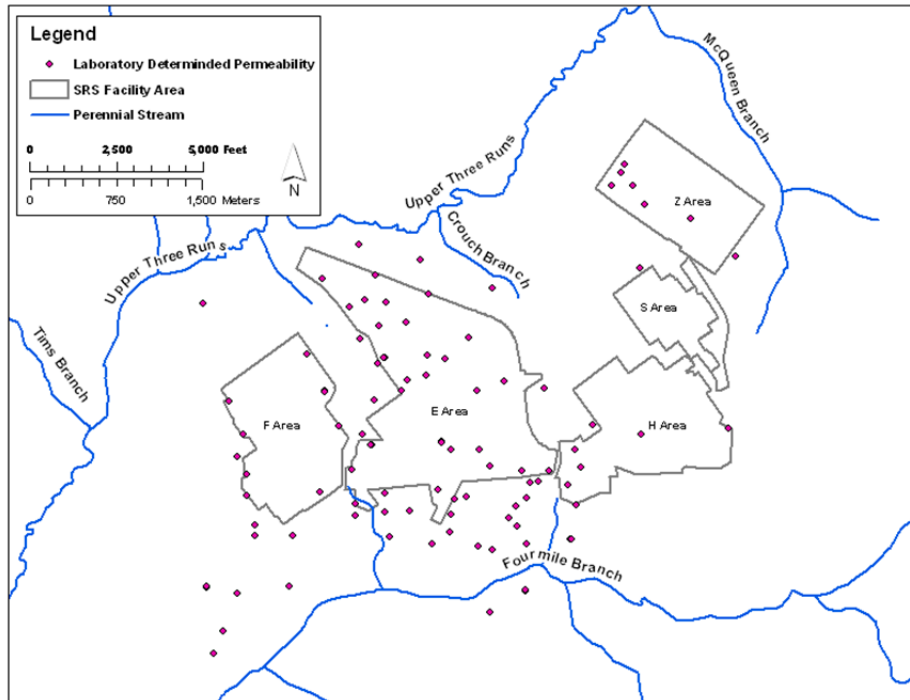 Legend
Laboratory Determinded Permeability
SRS Facility Area
Perennial Stream
0 2,500 5,000 Feet
0 750 1,500 Meters
N
McQueen Branch
Upper Three Runs
Z Area
Crouch Branch
Upper Three Runs
S Area
Tims Branch
F Area
E Area
H Area
Fourmile Branch